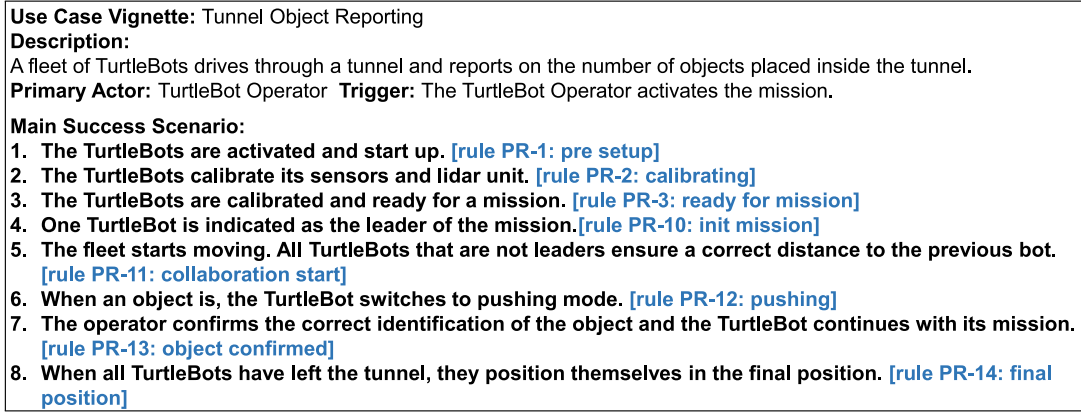 Use Case Vignette: Tunnel Object Reporting
Description:
A fleet of TurtleBots drives through a tunnel and reports on the number of objects placed inside the tunnel.
Primary Actor: TurtleBot Operator Trigger: The TurtleBot Operator activates the mission.
Main Success Scenario:
1. The TurtleBots are activated and start up. [rule PR-1: pre setup]
2. The TurtleBots calibrate its sensors and lidar unit. [rule PR-2: calibrating]
3. The TurtleBots are calibrated and ready for a mission. [rule PR-3: ready for mission]
4. One TurtleBot is indicated as the leader of the mission.[rule PR-10: init mission]
5. The fleet starts moving. All TurtleBots that are not leaders ensure a correct distance to the previous bot.
[rule PR-11: collaboration start]
6. When an object is, the TurtleBot switches to pushing mode. [rule PR-12: pushing]
7. The operator confirms the correct identification of the object and the TurtleBot continues with its mission.
[rule PR-13: object confirmed]
8. When all TurtleBots have left the tunnel, they position themselves in the final position. [rule PR-14: final
position]